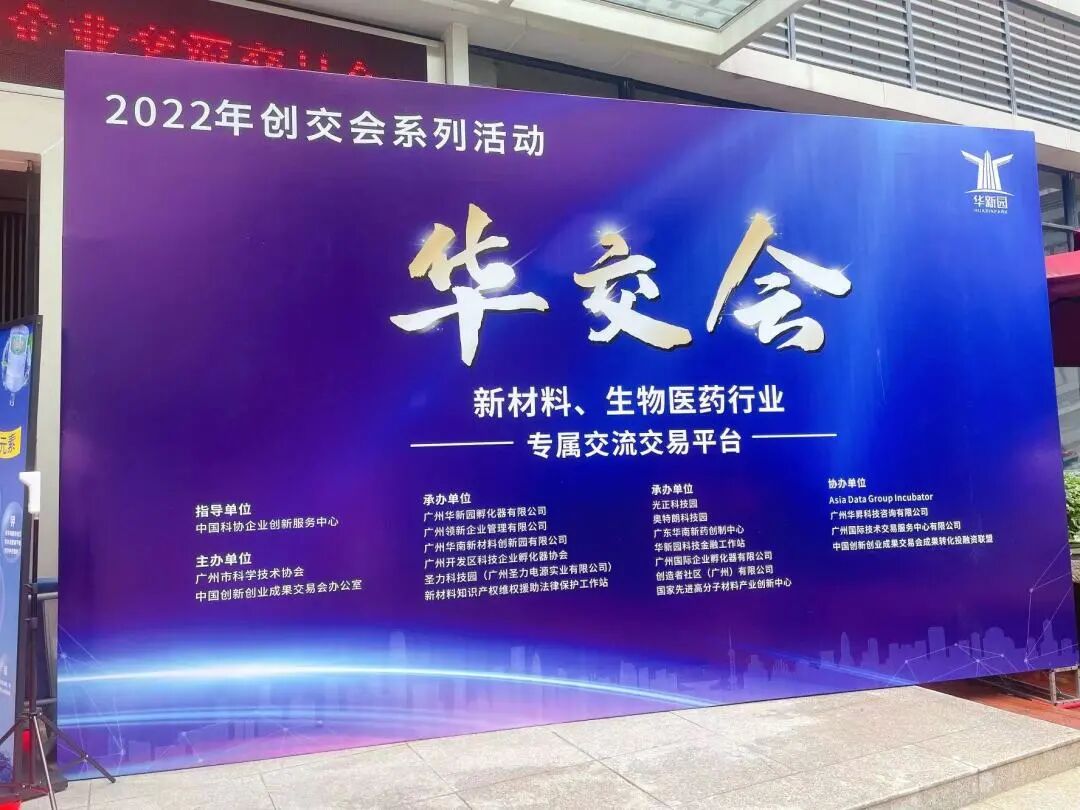 2022年创交会系列活动
华新园
HUAXINPARK
华交会
新材料、生物医药行业
专属交流交易平台
指导单位
中国科协企业创新服务中心
主办单位
广州市科学技术协会
中国创新创业成果交易会办公室
承办单位
广州华新园孵化器有限公司
广州领新企业管理有限公司
广州华南新材料创新园有限公司
广州开发区科技企业孵化器协会
圣力科技园（广州圣力电源实业有限公司）
新材料知识产权维权援助法律保护工作站
承办单位
光正科技园
奥特朗科技园
广东华南新药创制中心
华新园科技金融工作站
广州国际企业孵化器有限公司
创造者社区（广州）有限公司
国家先进高分子材料产业创新中心
协办单位
Asia Data Group Incubator
广州华昇科技咨询有限公司
广州国际技术交易服务中心有限公司
中国创新创业成果交易会成果转化投融资联盟
元素